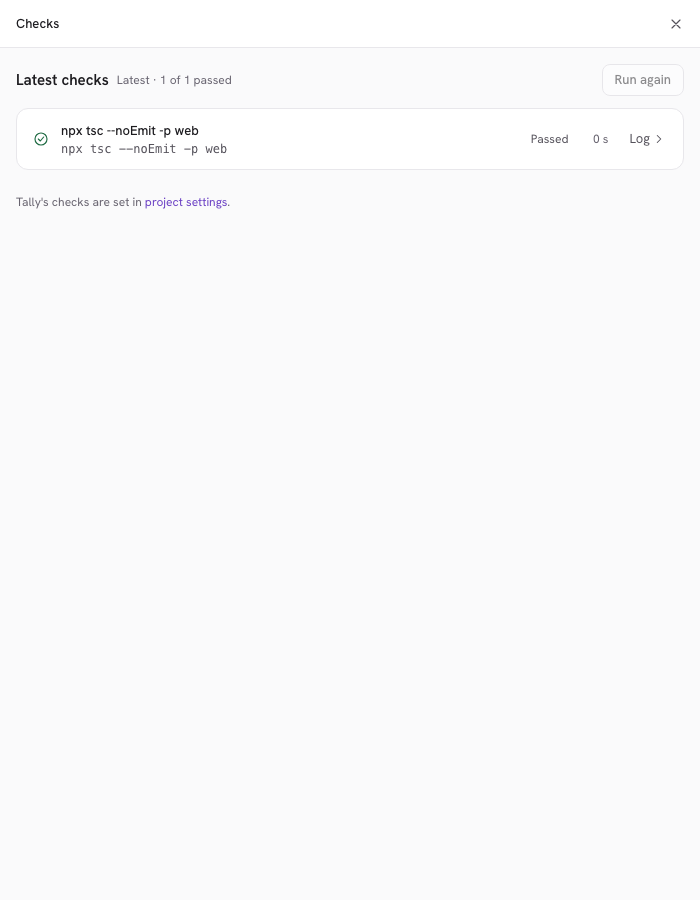 Checks
Latest checks Latest · 1 of 1 passed Run again
npx tsc --noEmit -p web
npx tsc --noEmit -p web
Passed 0 s Log
Tally's checks are set in project settings.